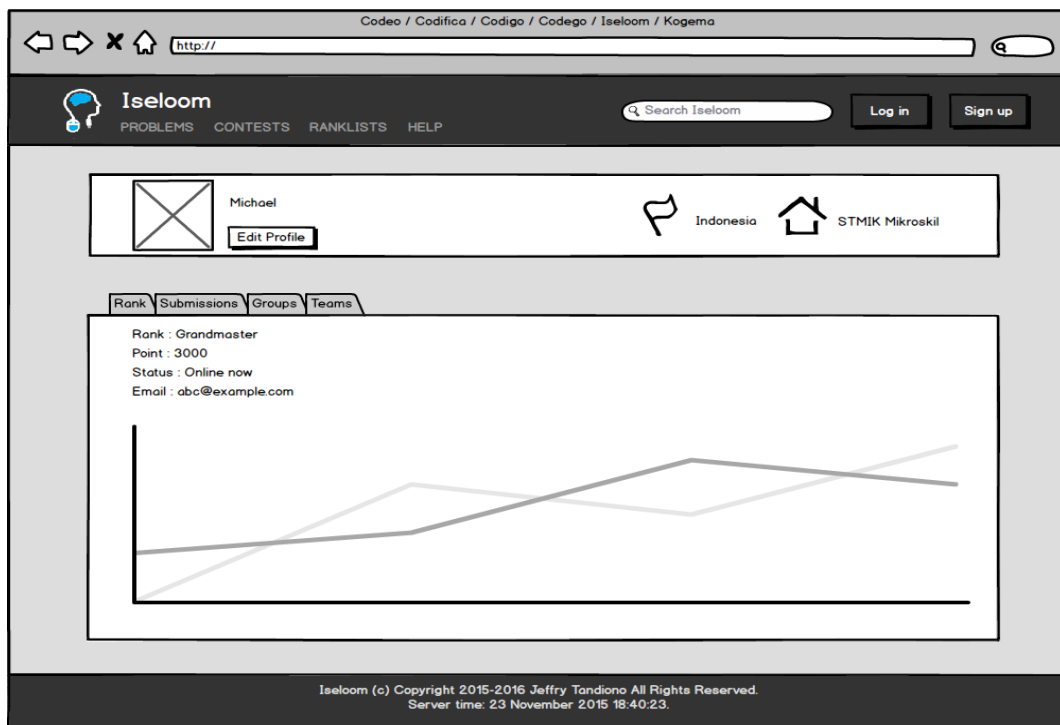 Codeo / Codifica / Codigo / Codego / Iseloom / Kogema
http://
Iseloom
PROBLEMS CONTESTS RANKLISTS HELP
Search Iseloom
Log in
Sign up
Michael
Edit Profile
Indonesia
STMIK Mikroskil
Rank Submissions Groups Teams
Rank : Grandmaster
Point : 3000
Status : Online now
Email : abc@example.com
Iseloom (c) Copyright 2015-2016 Jeffry Tandiono All Rights Reserved.
Server time: 23 November 2015 18:40:23.